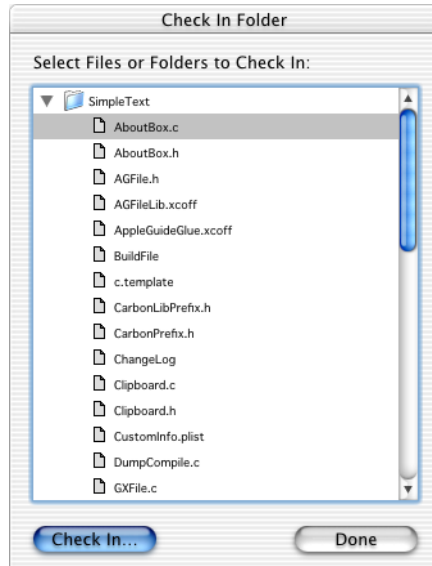 Check In Folder
Select Files or Folders to Check In:
SimpleText
AboutBox.c
AboutBox.h
AGFile.h
AGFileLib.xcoff
AppleGuideGlue.xcoff
BuildFile
c.template
CarbonLibPrefix.h
CarbonPrefix.h
ChangeLog
Clipboard.c
Clipboard.h
CustomInfo.plist
DumpCompile.c
GXFile.c
Check In... Done